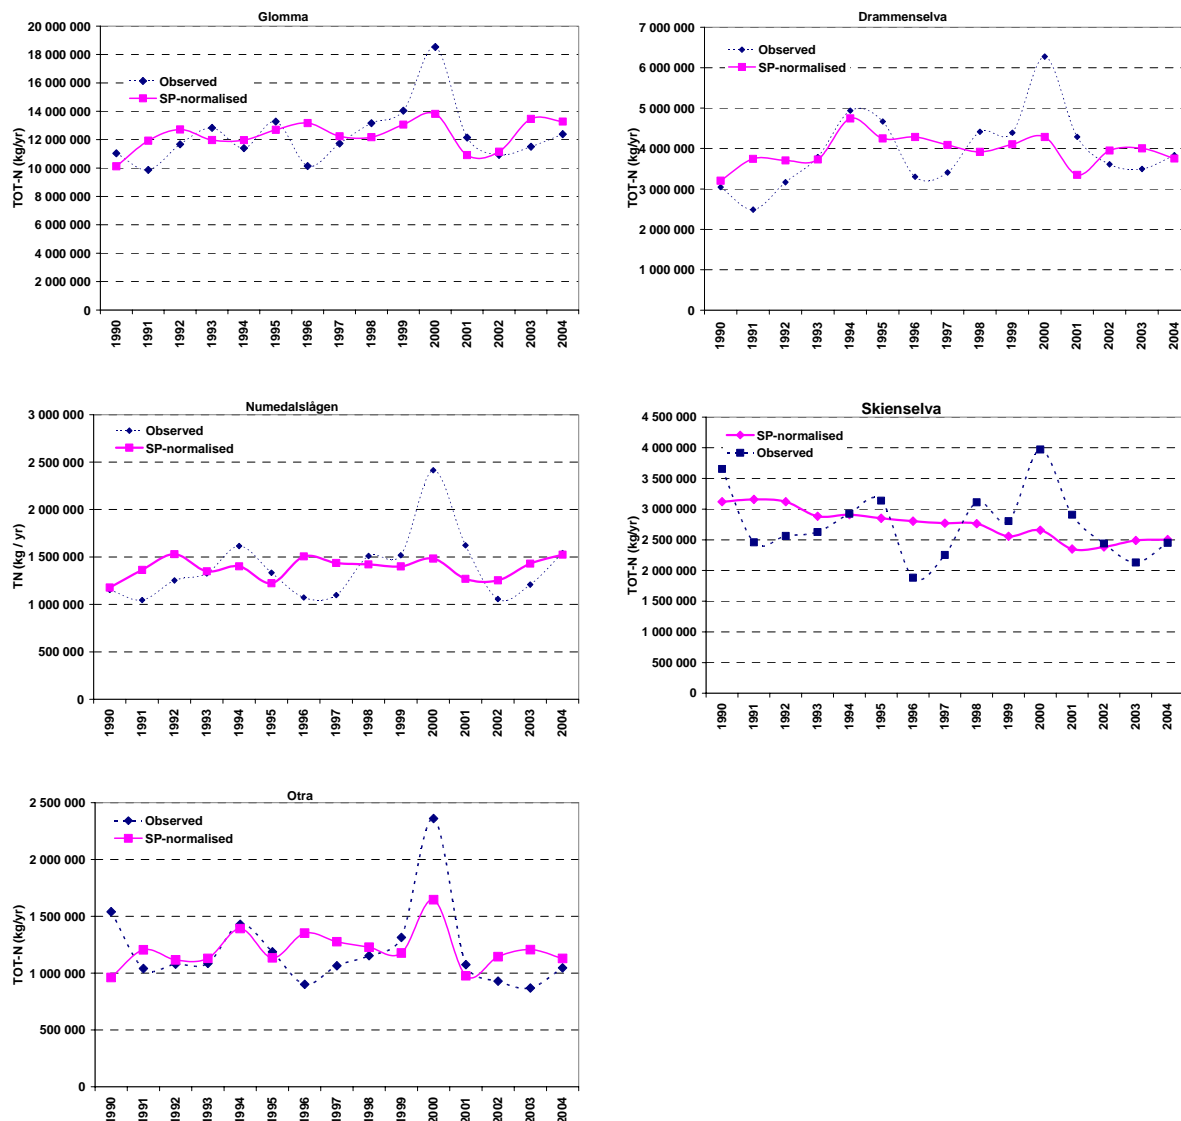 Glomma
20 000 000
18 000 000
16 000 000
14 000 000
12 000 000
10 000 000
8 000 000
6 000 000
4 000 000
2 000 000
0
TOT-N (kg/yr)
Observed
SP-normalised
1990
1991
1992
1993
1994
1995
1996
1997
1998
1999
2000
2001
2002
2003
2004
Drammenselva
7 000 000
6 000 000
5 000 000
4 000 000
3 000 000
2 000 000
1 000 000
0
TOT-N (kg/yr)
Observed
SP-normalised
1990
1991
1992
1993
1994
1995
1996
1997
1998
1999
2000
2001
2002
2003
2004
Numedalslågen
3 000 000
2 500 000
2 000 000
1 500 000
1 000 000
500 000
0
TN (kg / yr)
Observed
SP-normalised
1990
1991
1992
1993
1994
1995
1996
1997
1998
1999
2000
2001
2002
2003
2004
Skienselva
4 500 000
4 000 000
3 500 000
3 000 000
2 500 000
2 000 000
1 500 000
1 000 000
500 000
0
TOT-N (kg/yr)
SP-normalised
Observed
1990
1991
1992
1993
1994
1995
1996
1997
1998
1999
2000
2001
2002
2003
2004
Otra
2 500 000
2 000 000
1 500 000
1 000 000
500 000
0
TOT-N (kg/yr)
Observed
SP-normalised
1990
1991
1992
1993
1994
1995
1996
1997
1998
1999
2000
2001
2002
2003
2004